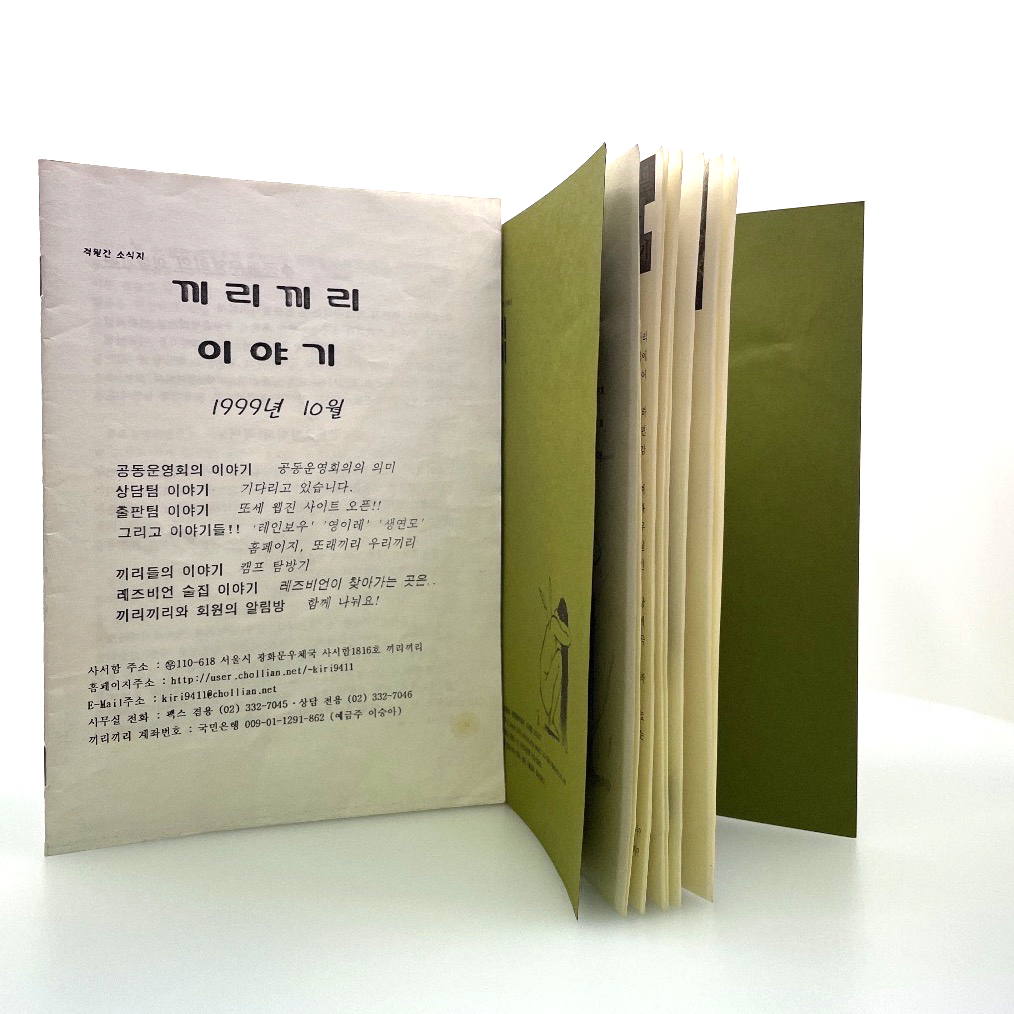 격월간 소식지
끼리끼리
이야기
1999년 10월
공동운영회의 이야기 공동운영회의의 의미
상담팀 이야기 기다리고 있습니다.
출판팀 이야기 또세 웹진 사이트 오픈!!
그리고 이야기들!! '테인보우' '영이레' '생연도'
홈페이지, 또래끼리 우리끼리
끼리들의 이야기 캠프 탐방기
레즈비언 술집 이야기 레즈비언이 찾아가는 곳은..
끼리끼리와 회원의 알림방 함께 나눠요!
사서함 주소 : ㉾110-618 서울시 광화문우체국 사서함1816호 끼리끼리
홈페이지주소 : http://user.chollian.net/~kiri9411
E-Mail주소 : kiri9411@chollian.net
사무실 전화 : 팩스 겸용 (02) 332-7045·상담 전용 (02) 332-7046
끼리끼리 계좌번호 : 국민은행 009-01-1291-862 (예금주 이승아)